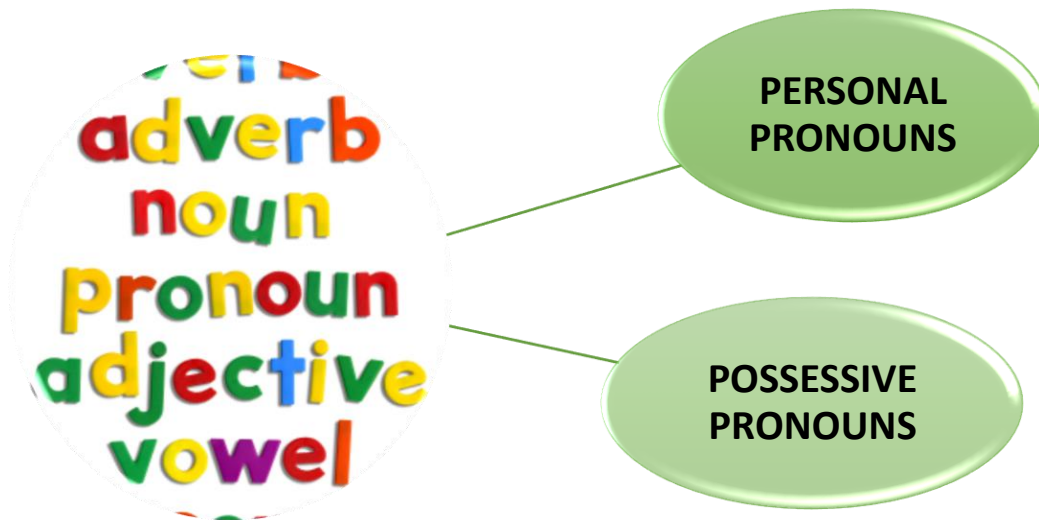 adverb
noun
pronoun
adjective
vowel
PERSONAL
PRONOUNS
POSSESSIVE
PRONOUNS